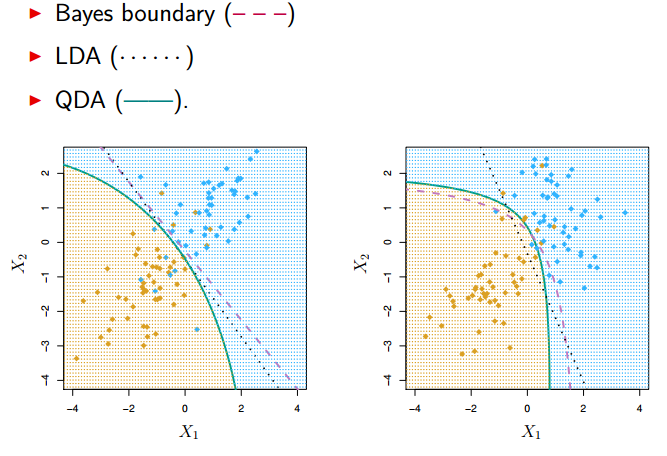 ► Bayes boundary (– – –)
► LDA (······)
► QDA (——).
2
1
0
−1
−2
−3
−4
X2
−4 −2 0 2 4
X1
2
1
0
−1
−2
−3
−4
X2
−4 −2 0 2 4
X1